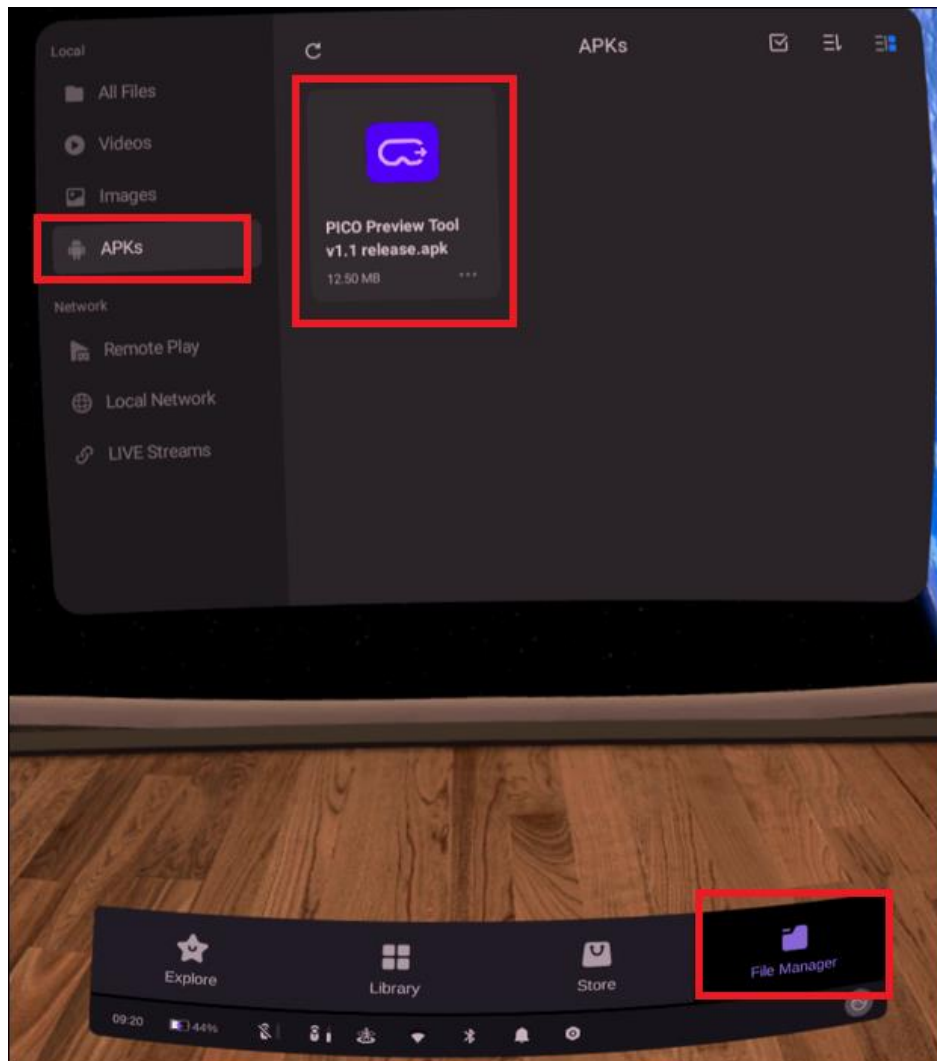 Local
APKs
All Files
Videos
Images
APKs
Network
Remote Play
Local Network
LIVE Streams
PICO Preview Tool
v1.1 release.apk
12.50 MB
Explore
Library
Store
File Manager
09:20
44%